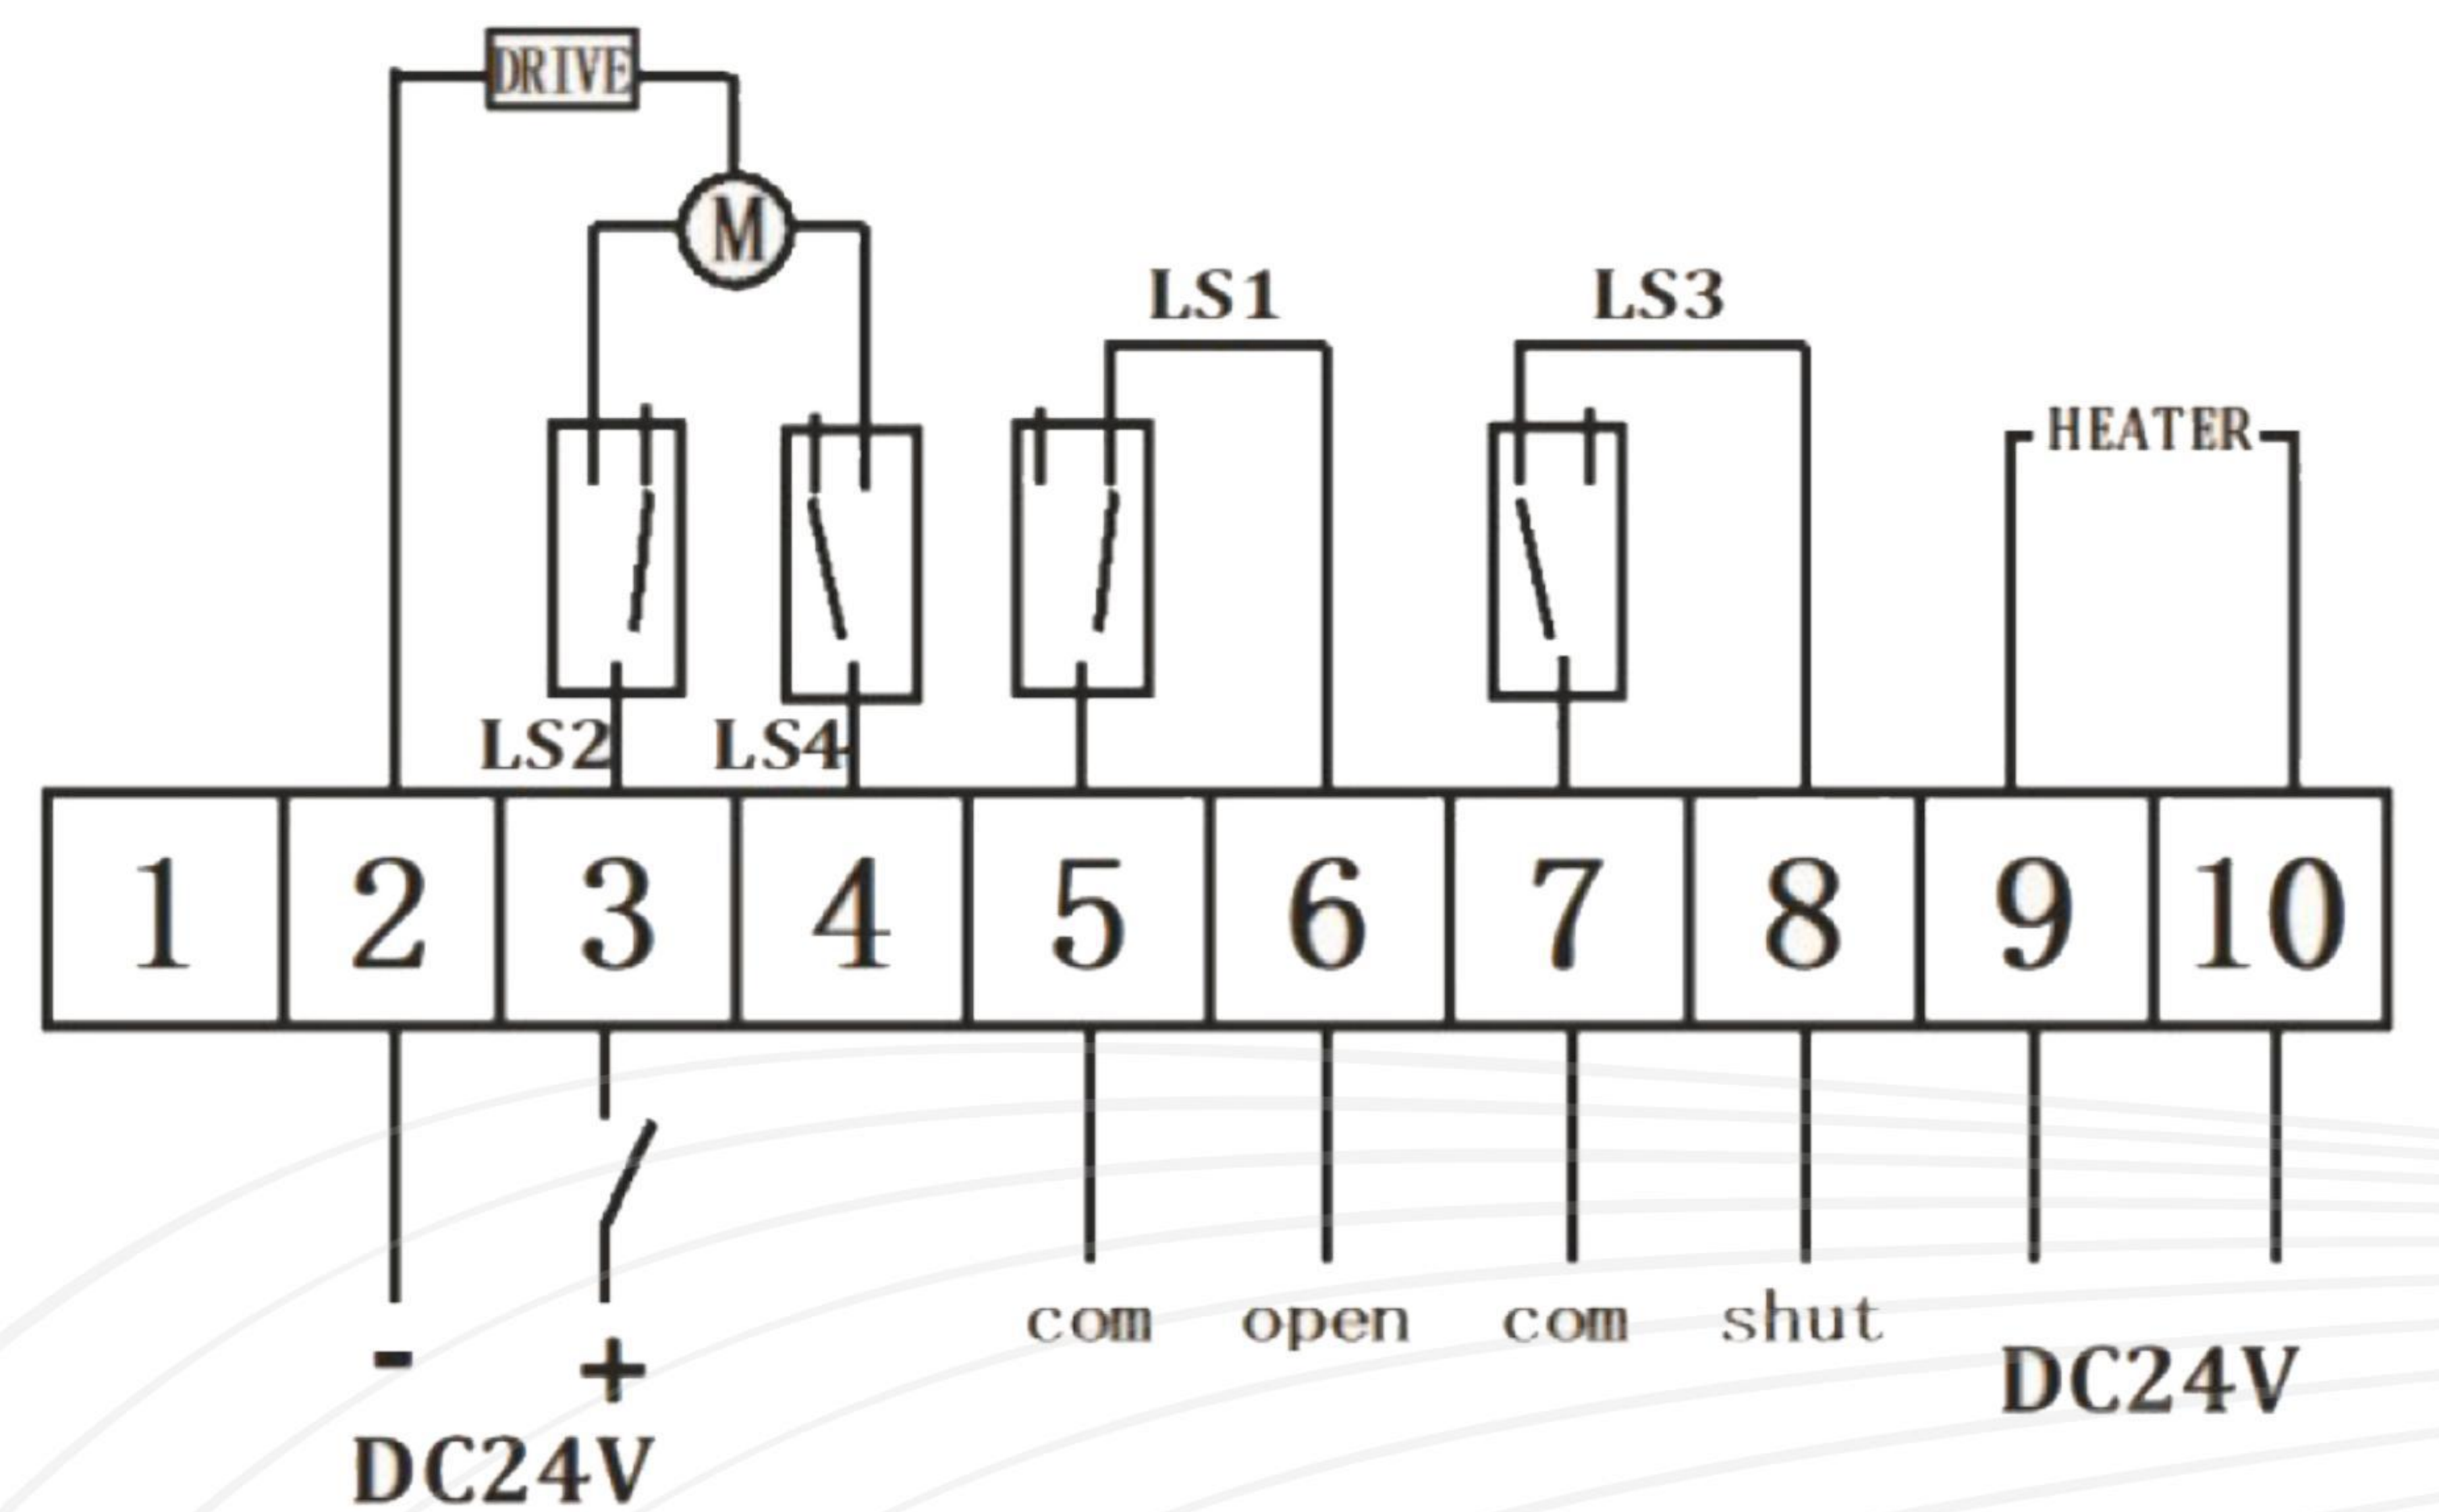 DRIVE
M
LS1 LS3
HEATER
LS2 LS4
1 2 3 4 5 6 7 8 9 10
com open com shut
- +
DC24V
DC24V